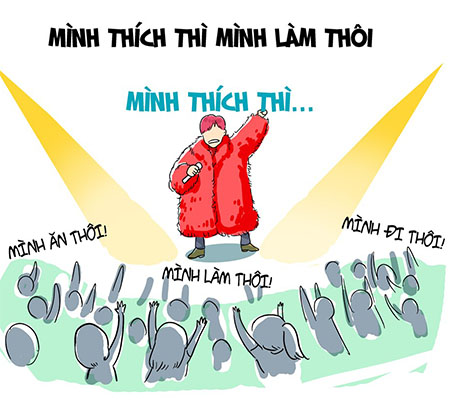 MÌNH THÍCH THÌ MÌNH LÀM THÔI
MÌNH THÍCH THÌ...
MÌNH ĂN THÔI!
MÌNH LÀM THÔI!
MÌNH ĐI THÔI!